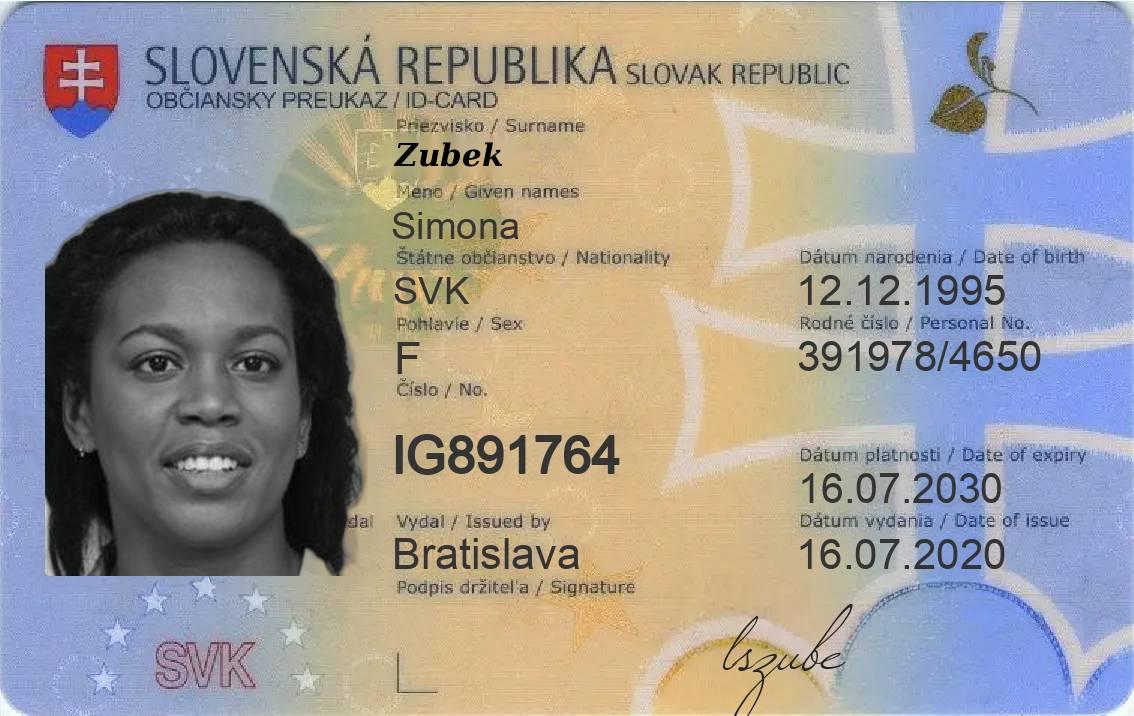 SLOVENSKÁ REPUBLIKA SLOVAK REPUBLIC
OBČIANSKY PREUKAZ / ID-CARD
Priezvisko / Surname
Zubek
Meno / Given names
Simona
Štátne občianstvo / Nationality
SVK
Dátum narodenia / Date of birth
12.12.1995
Pohlavie / Sex
F
Rodné číslo / Personal No.
391978/4650
Číslo / No.
IG891764
Dátum platnosti / Date of expiry
16.07.2030
dal
Vydal / Issued by
Bratislava
Dátum vydania / Date of issue
16.07.2020
Podpis držiteľa / Signature
lszube
SVK